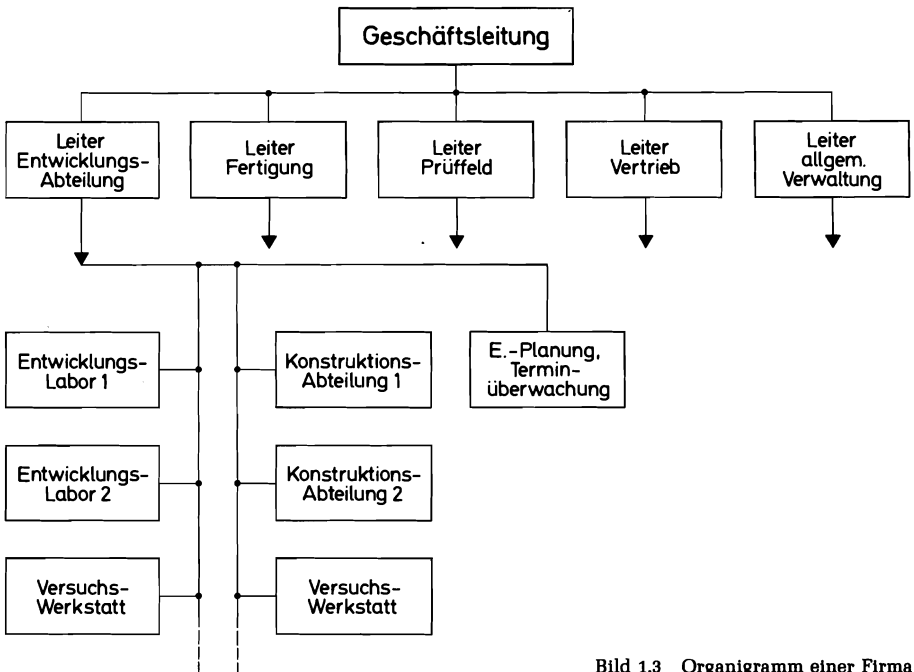 Geschäftsleitung
Leiter
Entwicklungs-
Abteilung
Leiter
Fertigung
Leiter
Prüffeld
Leiter
Vertrieb
Leiter
allgem.
Verwaltung
Entwicklungs-
Labor 1
Konstruktions-
Abteilung 1
E.-Planung,
Termin-
überwachung
Entwicklungs-
Labor 2
Konstruktions-
Abteilung 2
Versuchs-
Werkstatt
Versuchs-
Werkstatt
Bild 1.3 Organigramm einer Firma